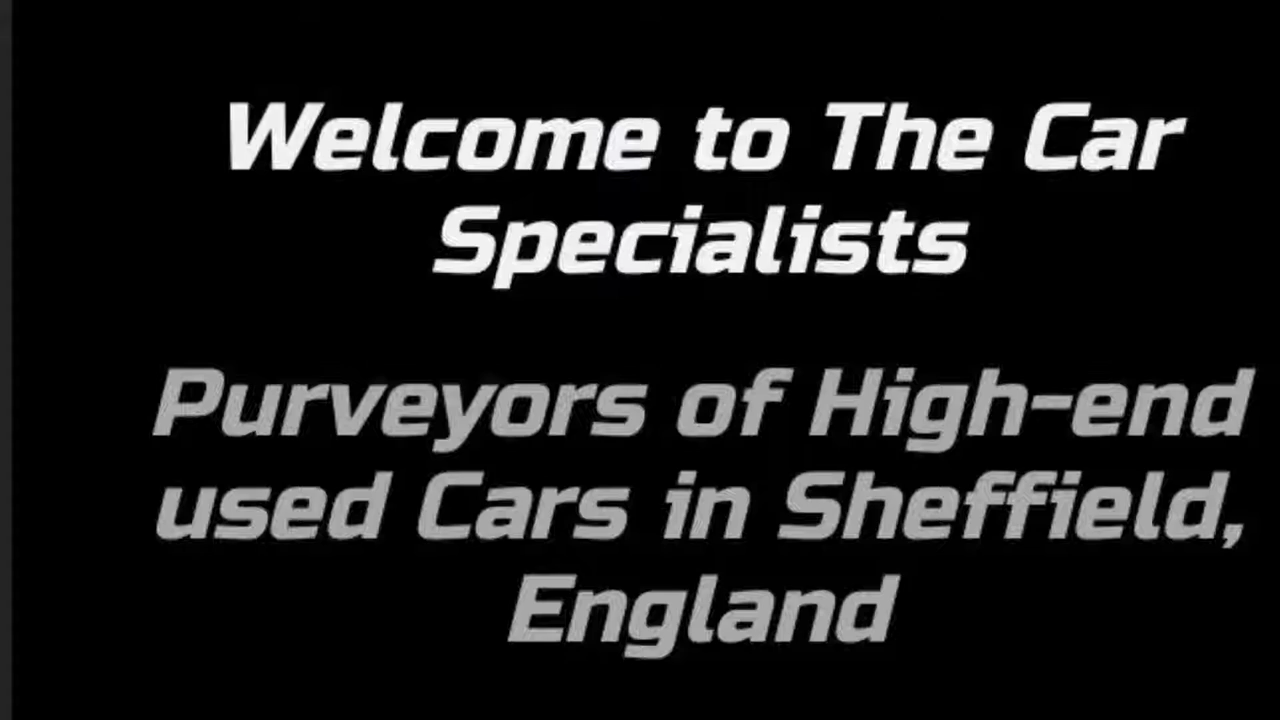 Welcome to The Car
Specialists
Purveyors of High-end
used Cars in Sheffield,
England